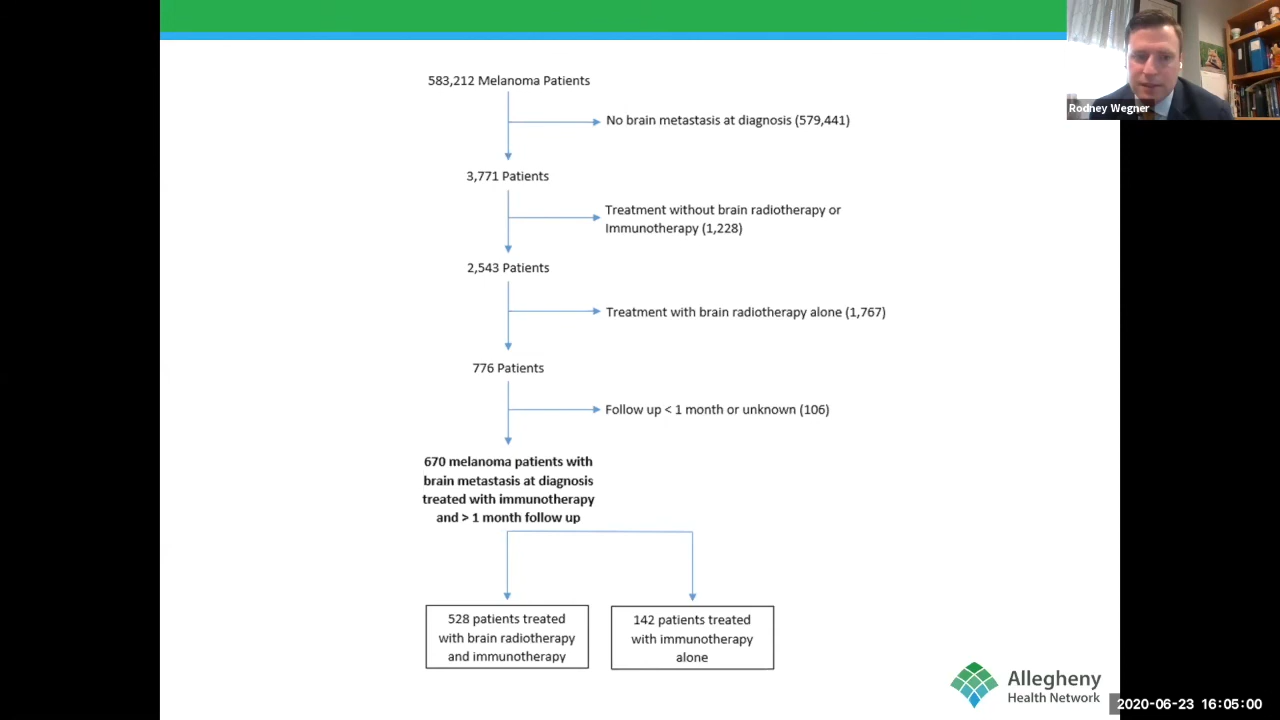 Rodney Wegner
583,212 Melanoma Patients
No brain metastasis at diagnosis (579,441)
3,771 Patients
Treatment without brain radiotherapy or
Immunotherapy (1,228)
2,543 Patients
Treatment with brain radiotherapy alone (1,767)
776 Patients
Follow up < 1 month or unknown (106)
670 melanoma patients with
brain metastasis at diagnosis
treated with immunotherapy
and > 1 month follow up
528 patients treated
with brain radiotherapy
and immunotherapy
142 patients treated
with immunotherapy
alone
Allegheny
Health Network
2020-06-23 16:05:00